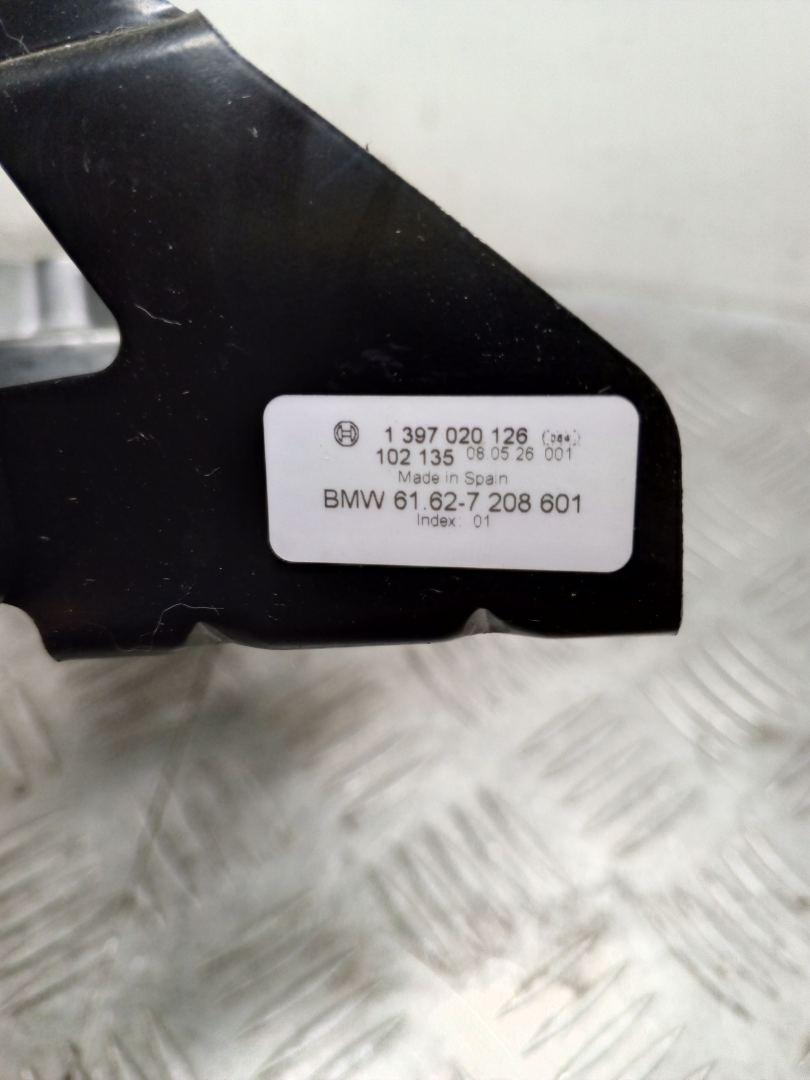 1 397 020 126
102 135 08 05 26 001
Made in Spain
BMW 61.62-7 208 601
Index: 01